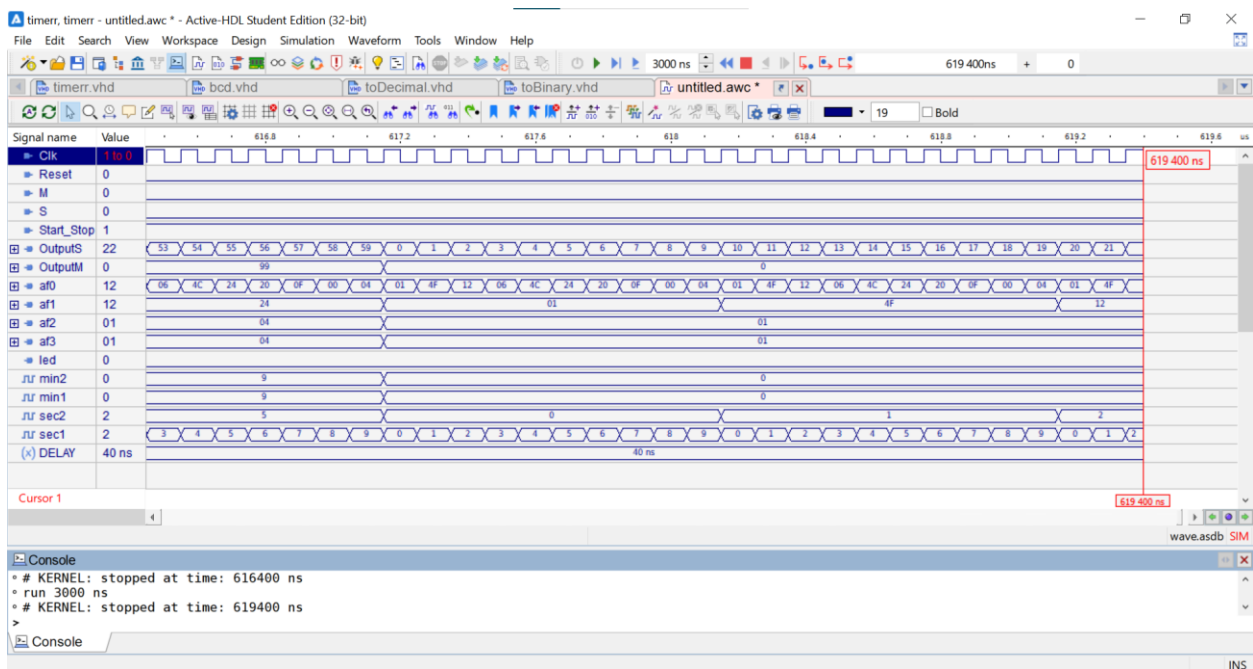 timerr, timerr - untitled.awc * - Active-HDL Student Edition (32-bit)
File Edit Search View Workspace Design Simulation Waveform Tools Window Help
3000 ns 619 400ns + 0
timerr.vhd bcd.vhd toDecimal.vhd toBinary.vhd untitled.awc *
19 Bold
Signal name Value 616.8 617.2 617.6 618 618.4 618.8 619.2 619.6 us
Clk 1 to 0 619 400 ns
Reset 0
M 0
S 0
Start_Stop 1
OutputS 22 53 54 55 56 57 58 59 0 1 2 3 4 5 6 7 8 9 10 11 12 13 14 15 16 17 18 19 20 21
OutputM 0 99 0
af0 12 06 4C 24 20 0F 00 04 01 4F 12 06 4C 24 20 0F 00 04 01 4F 12 06 4C 24 20 0F 00 04 01 4F
af1 12 24 01 4F 12
af2 01 04 01
af3 01 04 01
led 0
min2 0 9 0
min1 0 9 0
sec2 2 5 0 1 2
sec1 2 3 4 5 6 7 8 9 0 1 2 3 4 5 6 7 8 9 0 1 2 3 4 5 6 7 8 9 0 1 2
(x) DELAY 40 ns 40 ns
Cursor 1 619 400 ns
wave.asdb SIM
Console
# KERNEL: stopped at time: 616400 ns
run 3000 ns
# KERNEL: stopped at time: 619400 ns
>
Console
INS